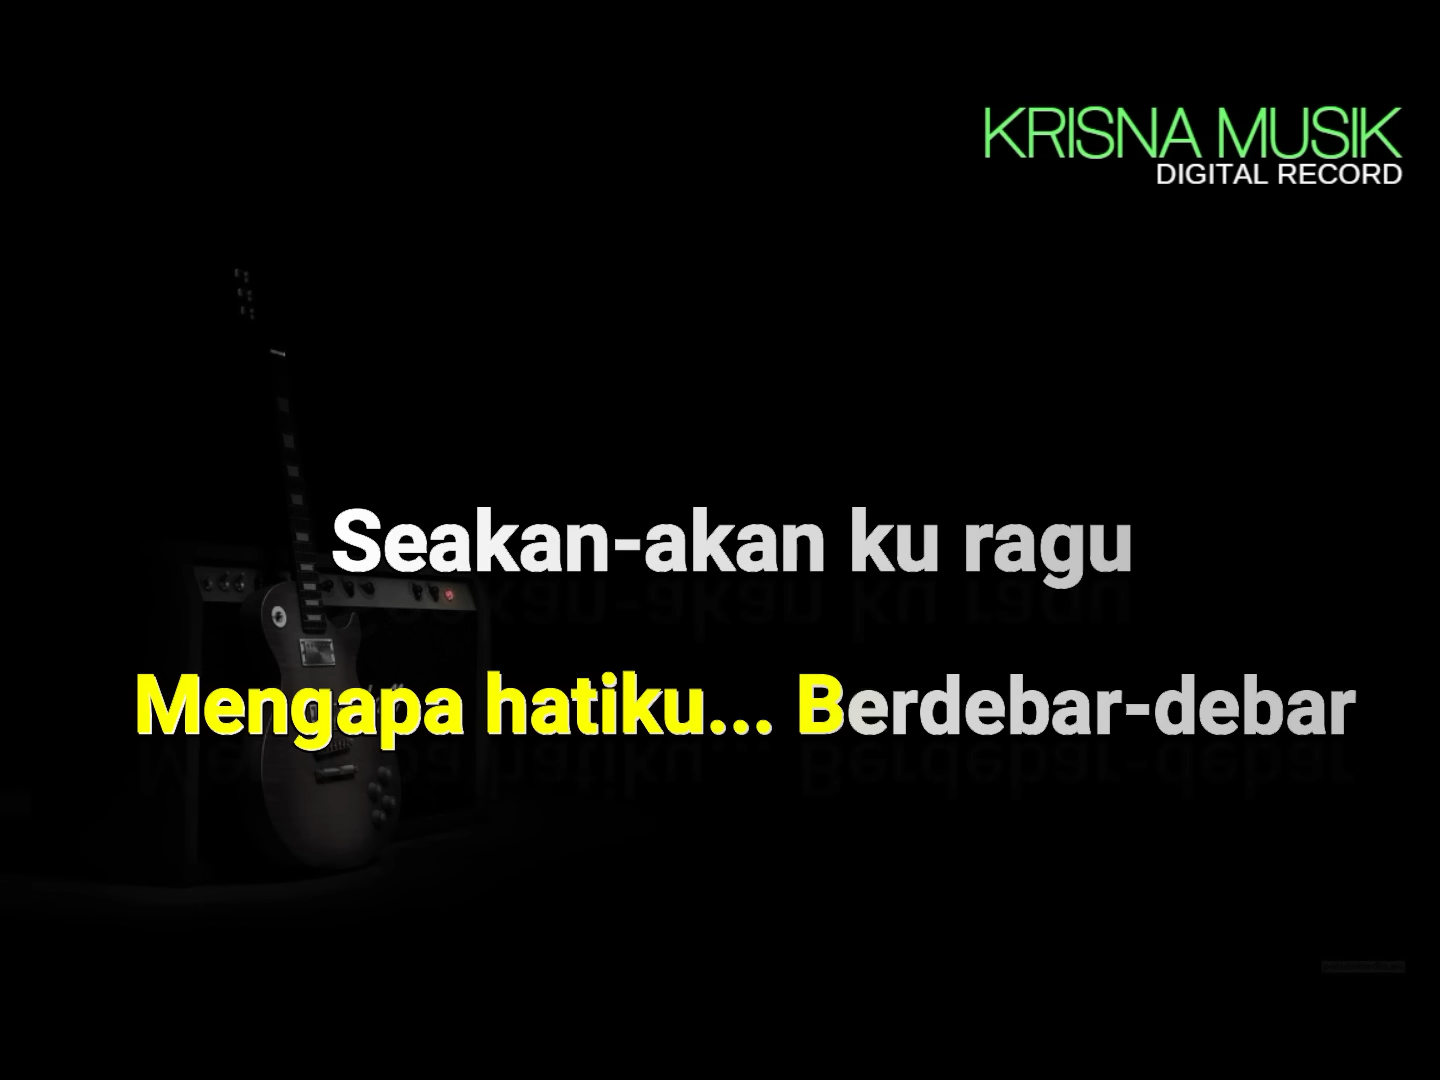 KRISNA MUSIK
DIGITAL RECORD
Seakan-akan ku ragu
Mengapa hatiku... Berdebar-debar